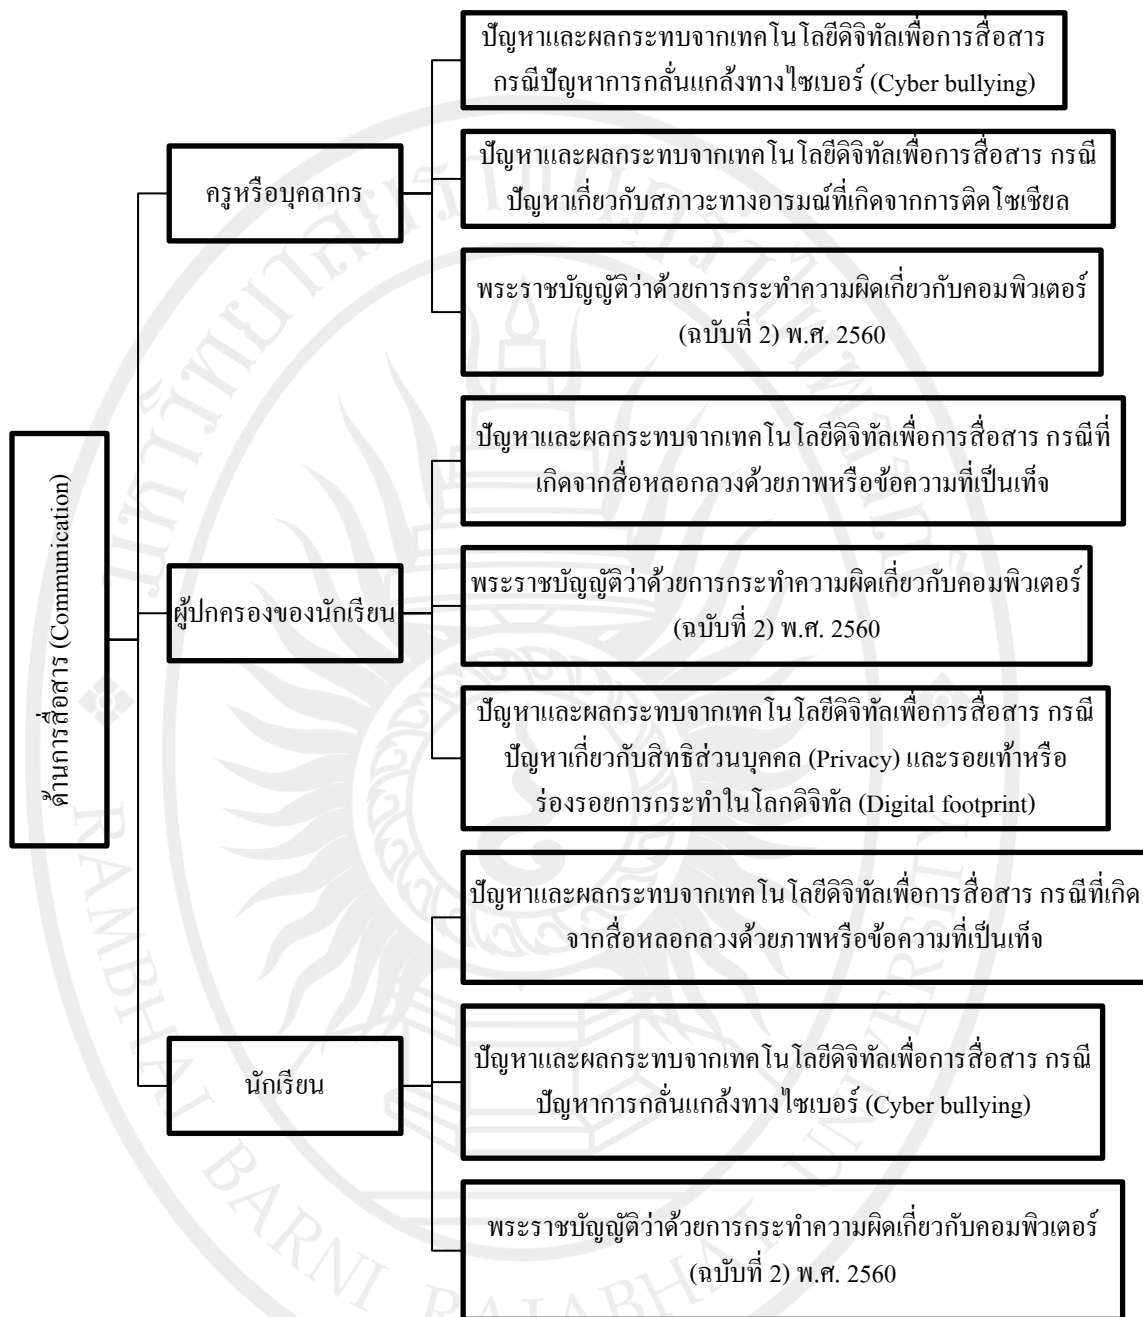 ด้านการสื่อสาร (Communication)
ครูหรือบุคลากร
ปัญหาและผลกระทบจากเทคโนโลยีดิจิทัลเพื่อการสื่อสาร
กรณีปัญหาการกลั่นแกล้งทางไซเบอร์ (Cyber bullying)
ปัญหาและผลกระทบจากเทคโนโลยีดิจิทัลเพื่อการสื่อสาร กรณี
ปัญหาเกี่ยวกับสภาวะทางอารมณ์ที่เกิดจากการติดโซเชียล
พระราชบัญญัติว่าด้วยการกระทำความผิดเกี่ยวกับคอมพิวเตอร์
(ฉบับที่ 2) พ.ศ. 2560
ผู้ปกครองของนักเรียน
ปัญหาและผลกระทบจากเทคโนโลยีดิจิทัลเพื่อการสื่อสาร กรณีที่
เกิดจากสื่อหลอกลวงด้วยภาพหรือข้อความที่เป็นเท็จ
พระราชบัญญัติว่าด้วยการกระทำความผิดเกี่ยวกับคอมพิวเตอร์
(ฉบับที่ 2) พ.ศ. 2560
ปัญหาและผลกระทบจากเทคโนโลยีดิจิทัลเพื่อการสื่อสาร กรณี
ปัญหาเกี่ยวกับสิทธิส่วนบุคคล (Privacy) และรอยเท้าหรือ
ร่องรอยการกระทำในโลกดิจิทัล (Digital footprint)
นักเรียน
ปัญหาและผลกระทบจากเทคโนโลยีดิจิทัลเพื่อการสื่อสาร กรณีที่เกิด
จากสื่อหลอกลวงด้วยภาพหรือข้อความที่เป็นเท็จ
ปัญหาและผลกระทบจากเทคโนโลยีดิจิทัลเพื่อการสื่อสาร กรณี
ปัญหาการกลั่นแกล้งทางไซเบอร์ (Cyber bullying)
พระราชบัญญัติว่าด้วยการกระทำความผิดเกี่ยวกับคอมพิวเตอร์
(ฉบับที่ 2) พ.ศ. 2560
มหาวิทยาลัยราชภัฏรำไพพรรณี
RAMBHAI BARNI RAJABHAT UNIVERSITY